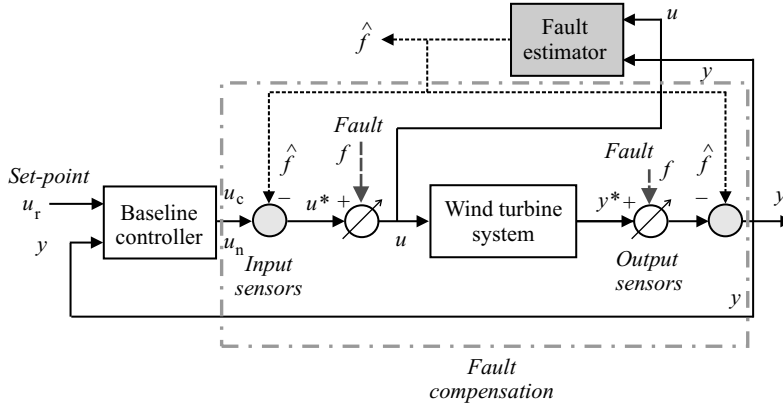 u
Fault
estimator
f̂
y
Fault
f
f̂
Fault
f
f̂
Set-point
u_r
y
Baseline
controller
u_c
u_n
−
u*
+
u
Wind turbine
system
y*
+
−
y
Input
sensors
Output
sensors
y
Fault
compensation